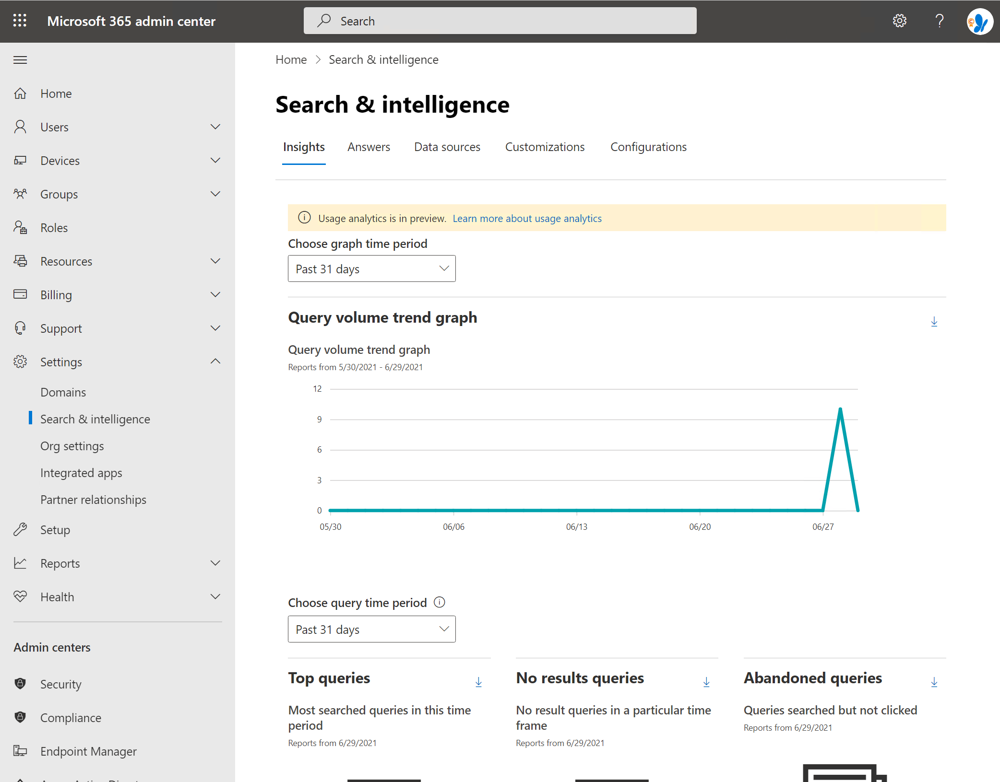 Microsoft 365 admin center
Search
Home
Users
Devices
Groups
Roles
Resources
Billing
Support
Settings
Domains
Search & intelligence
Org settings
Integrated apps
Partner relationships
Setup
Reports
Health
Admin centers
Security
Compliance
Endpoint Manager
Home > Search & intelligence
Search & intelligence
Insights Answers Data sources Customizations Configurations
Usage analytics is in preview. Learn more about usage analytics
Choose graph time period
Past 31 days
Query volume trend graph
Query volume trend graph
Reports from 5/30/2021 - 6/29/2021
12
9
6
3
0
05/30 06/06 06/13 06/20 06/27
Choose query time period
Past 31 days
Top queries
Most searched queries in this time
period
Reports from 6/29/2021
No results queries
No result queries in a particular time
frame
Reports from 6/29/2021
Abandoned queries
Queries searched but not clicked
Reports from 6/29/2021